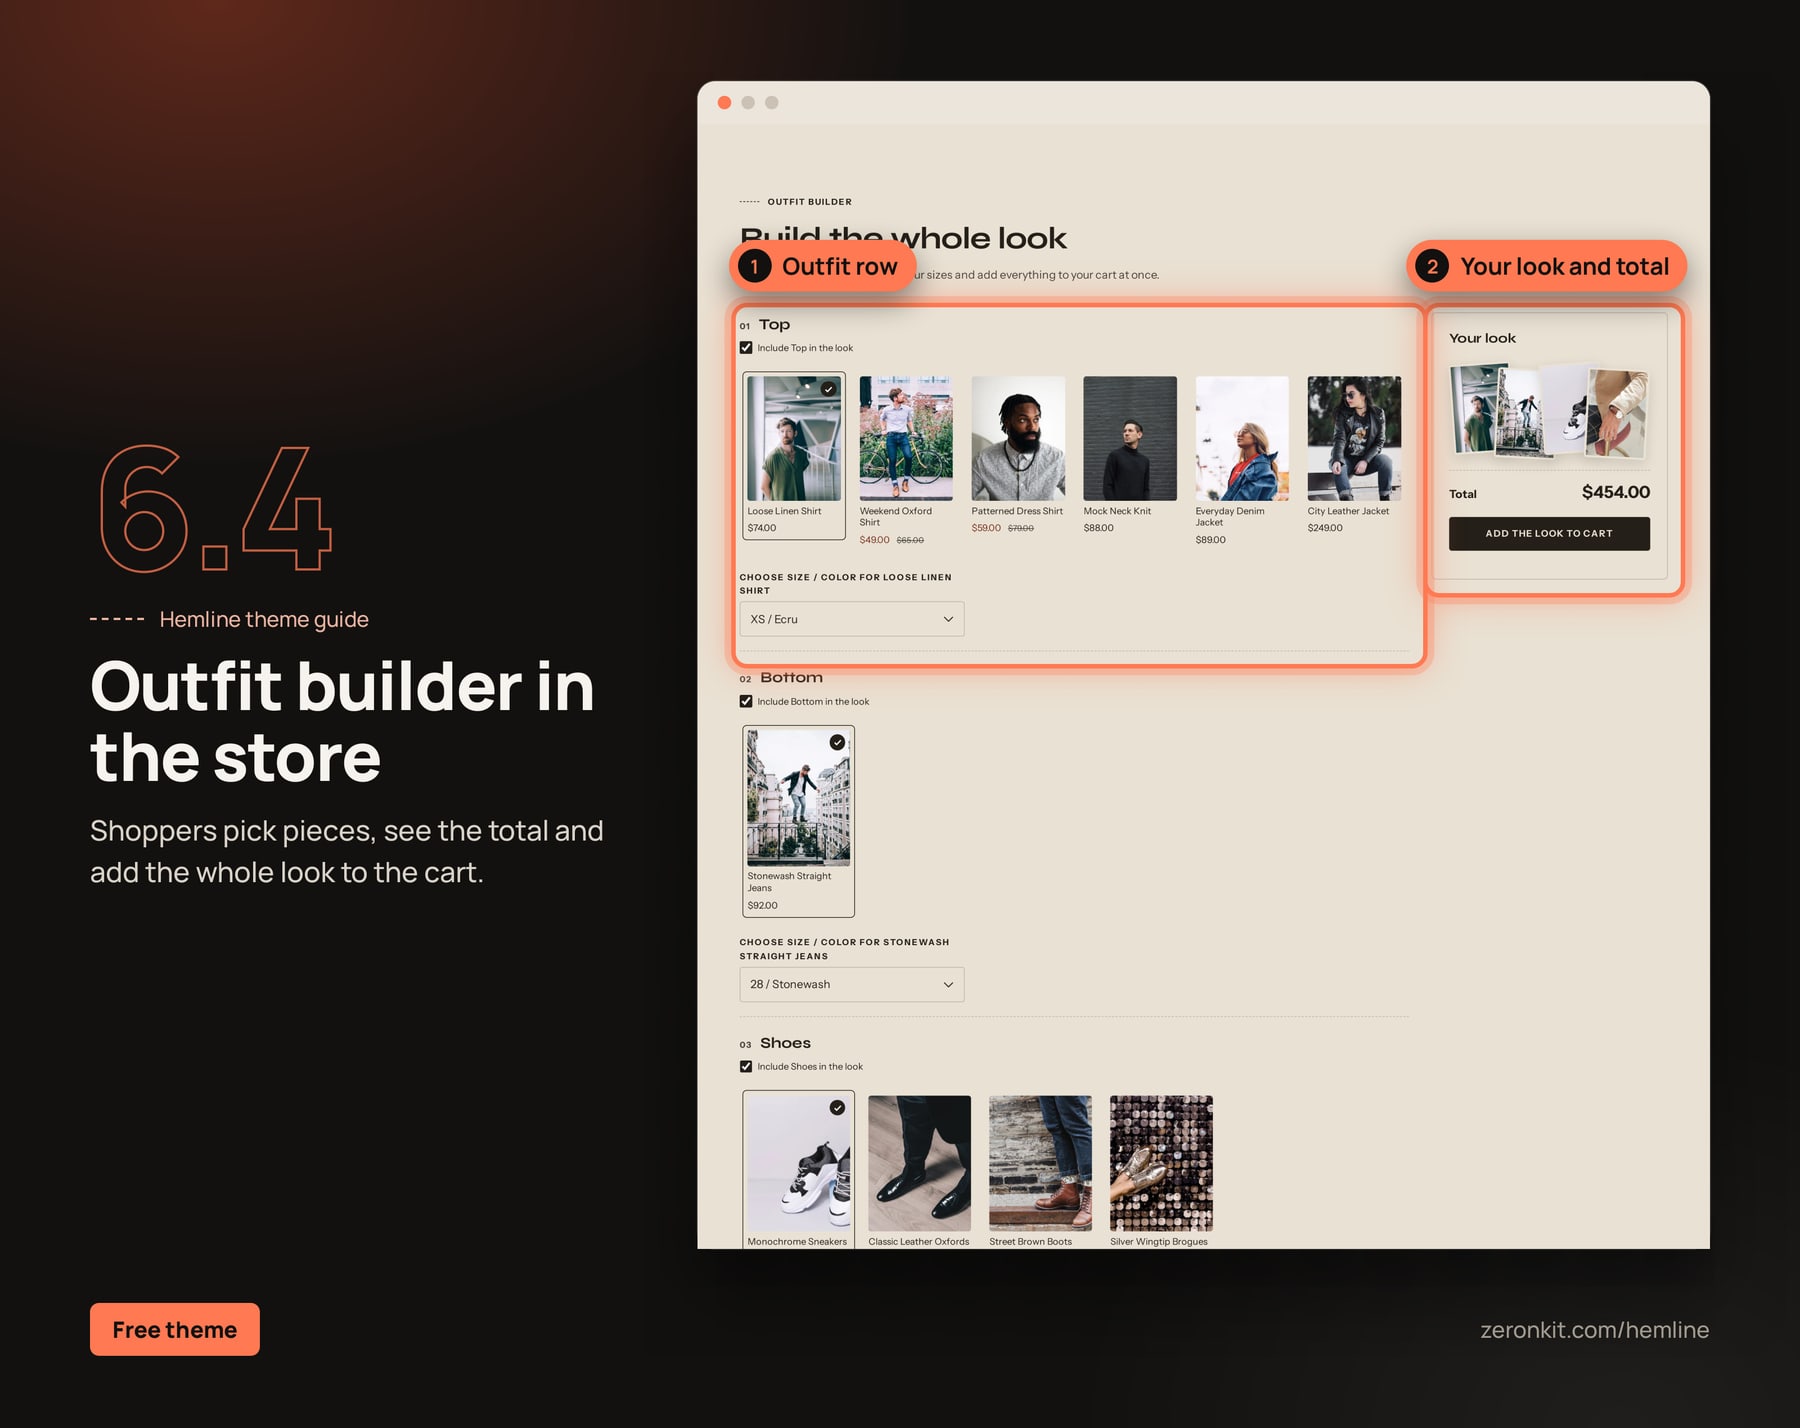 6.4
Hemline theme guide
Outfit builder in
the store
Shoppers pick pieces, see the total and
add the whole look to the cart.
Free theme
OUTFIT BUILDER
Build the whole look
ur sizes and add everything to your cart at once.
1 Outfit row
2 Your look and total
01 Top
Include Top in the look
Loose Linen Shirt
$74.00
Weekend Oxford
Shirt
$49.00 $65.00
Patterned Dress Shirt
$59.00 $79.00
Mock Neck Knit
$88.00
Everyday Denim
Jacket
$89.00
City Leather Jacket
$249.00
CHOOSE SIZE / COLOR FOR LOOSE LINEN
SHIRT
XS / Ecru
Your look
Total $454.00
ADD THE LOOK TO CART
02 Bottom
Include Bottom in the look
Stonewash Straight
Jeans
$92.00
CHOOSE SIZE / COLOR FOR STONEWASH
STRAIGHT JEANS
28 / Stonewash
03 Shoes
Include Shoes in the look
Monochrome Sneakers
Classic Leather Oxfords
Street Brown Boots
Silver Wingtip Brogues
zeronkit.com/hemline